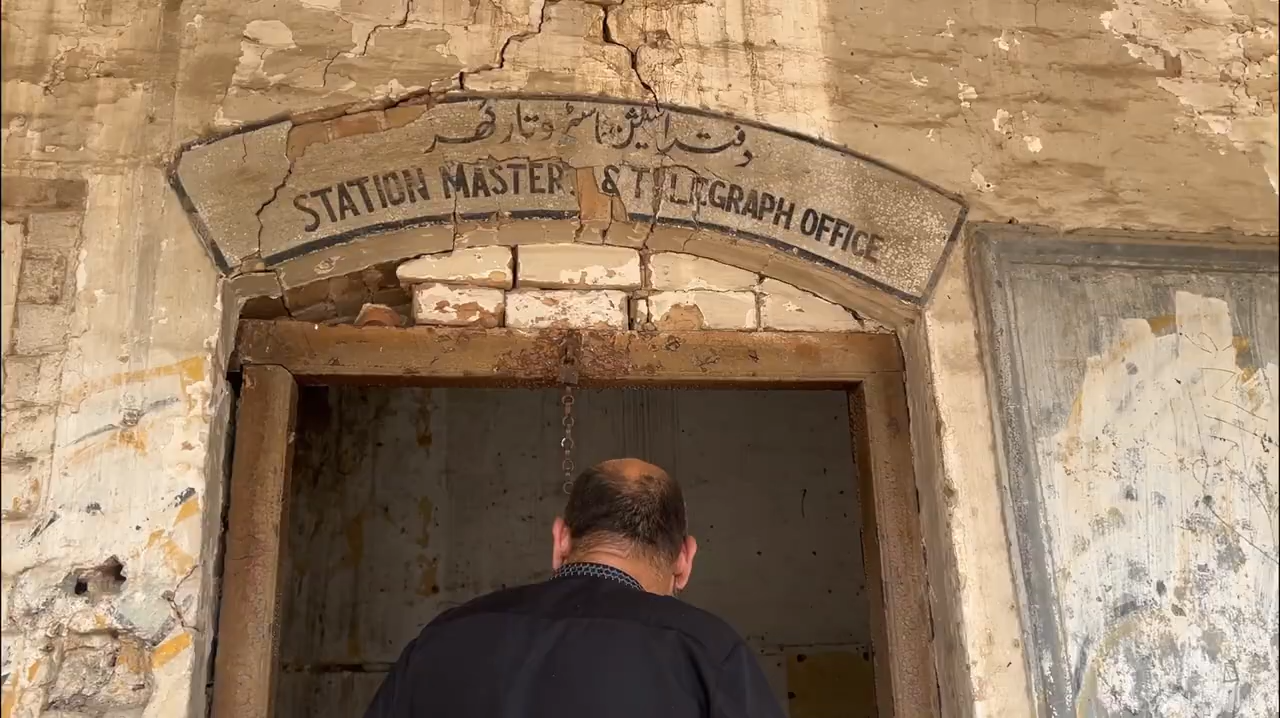 دفتر اسٹیشن ماسٹر و تار گھر
STATION MASTER & TELEGRAPH OFFICE